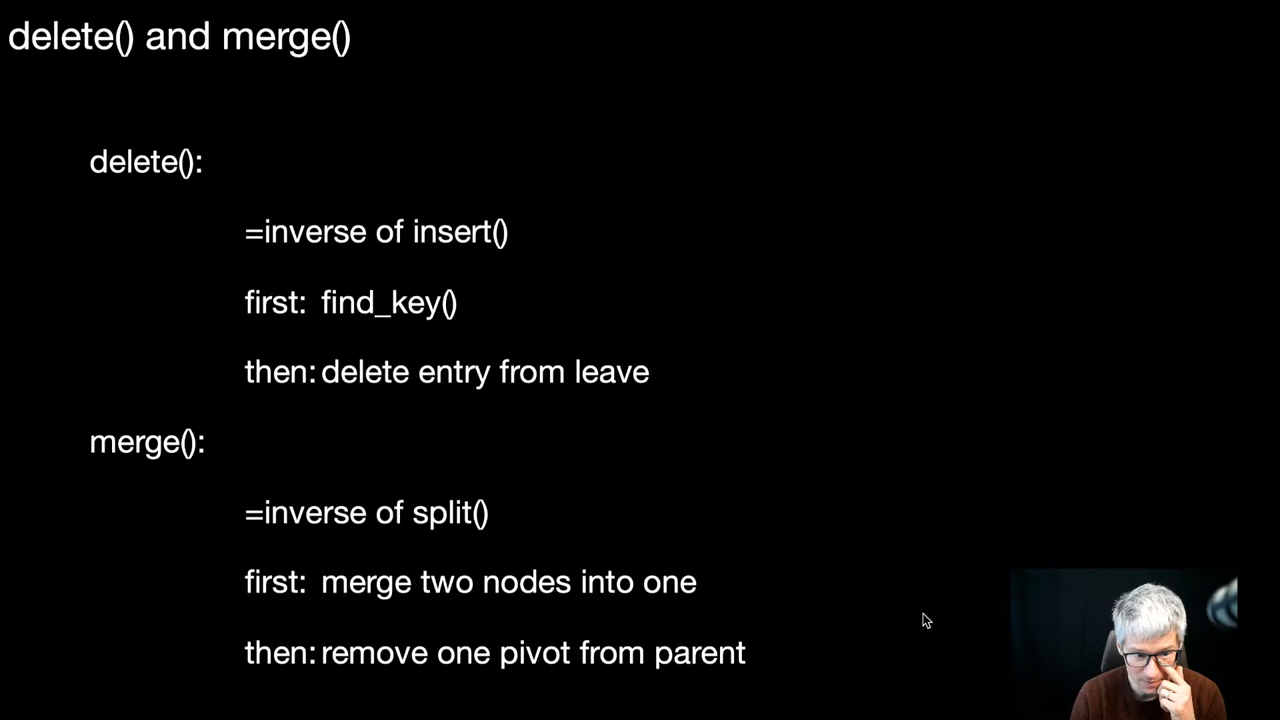 delete() and merge()
delete():
=inverse of insert()
first: find_key()
then: delete entry from leave
merge():
=inverse of split()
first: merge two nodes into one
then: remove one pivot from parent